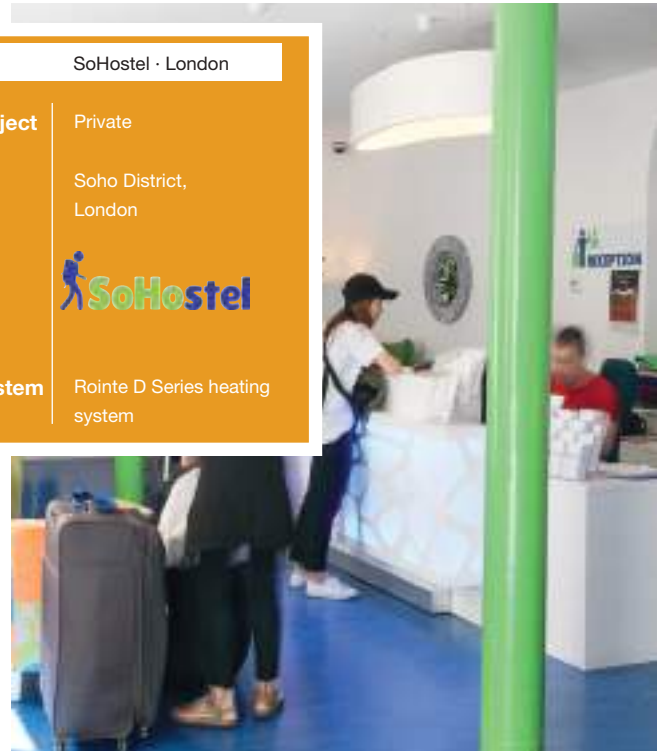 SoHostel · London
ject
Private
Soho District,
London
SoHostel
stem
Rointe D Series heating
system
RECEPTION